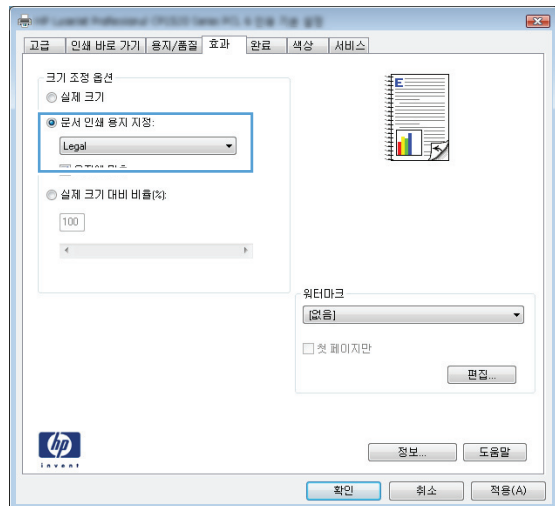 고급 인쇄 바로 가기 용지/품질 효과 완료 색상 서비스
크기 조정 옵션
실제 크기
문서 인쇄 용지 지정:
Legal
실제 크기 대비 비율(%):
100
워터마크
[없음]
첫 페이지만
편집...
E
hp
invent
정보... 도움말
확인 취소 적용(A)